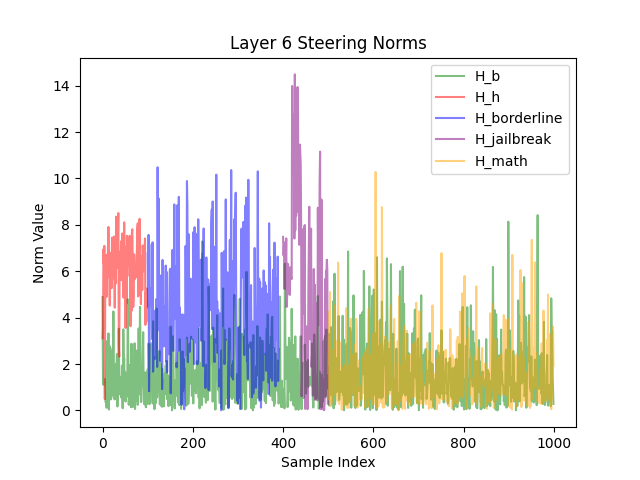 Layer 6 Steering Norms
H_b
H_h
H_borderline
H_jailbreak
H_math
14
12
10
8
6
4
2
0
Norm Value
0 200 400 600 800 1000
Sample Index